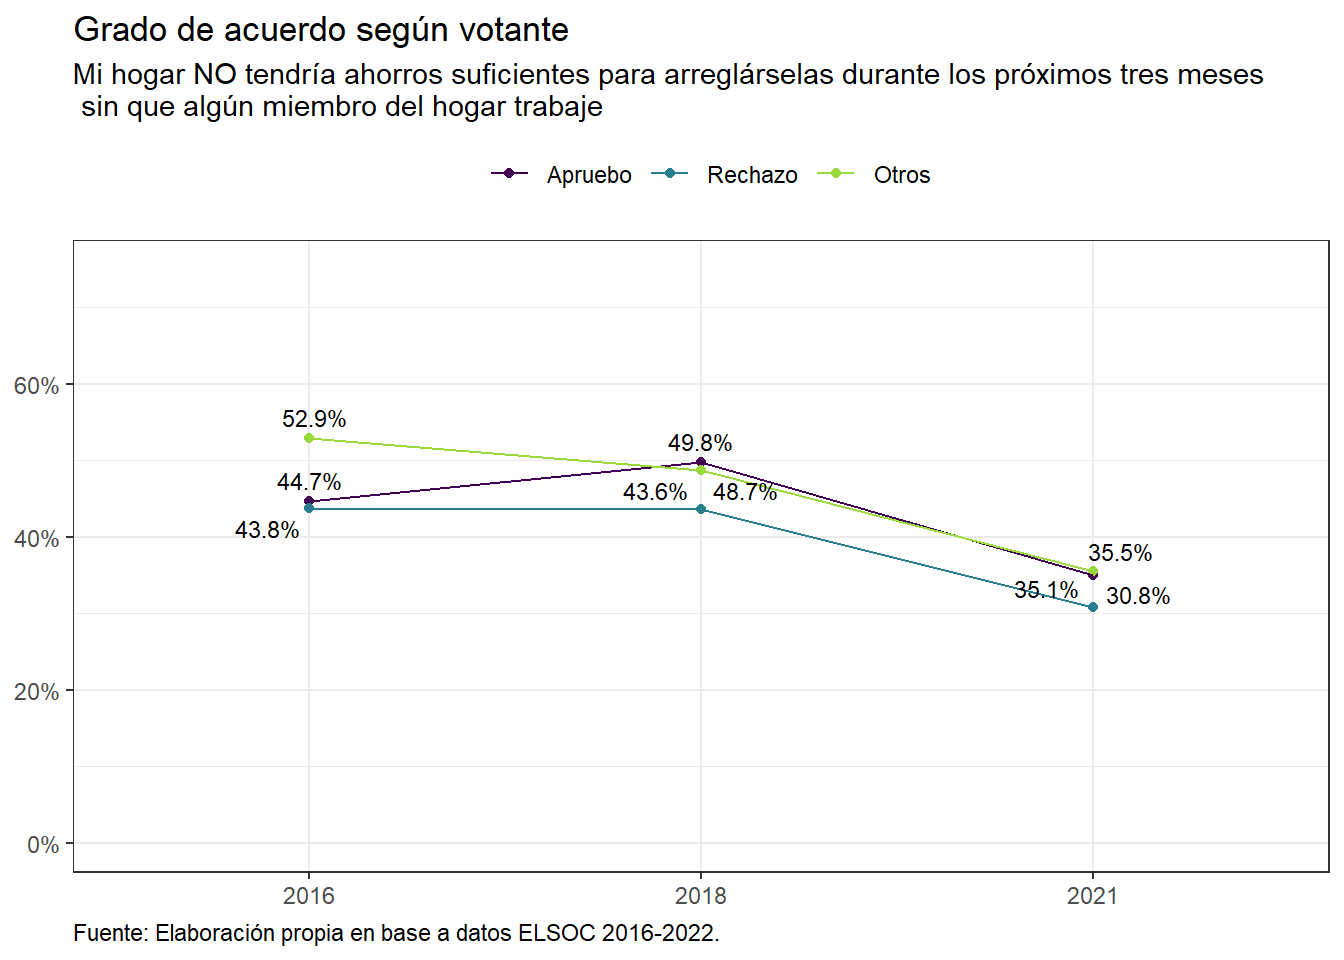 Grado de acuerdo según votante
Mi hogar NO tendría ahorros suficientes para arreglárselas durante los próximos tres meses
sin que algún miembro del hogar trabaje
Apruebo Rechazo Otros
60%
40%
20%
0%
52.9%
44.7%
43.8%
49.8%
43.6% 48.7%
35.5%
35.1% 30.8%
2016 2018 2021
Fuente: Elaboración propia en base a datos ELSOC 2016-2022.